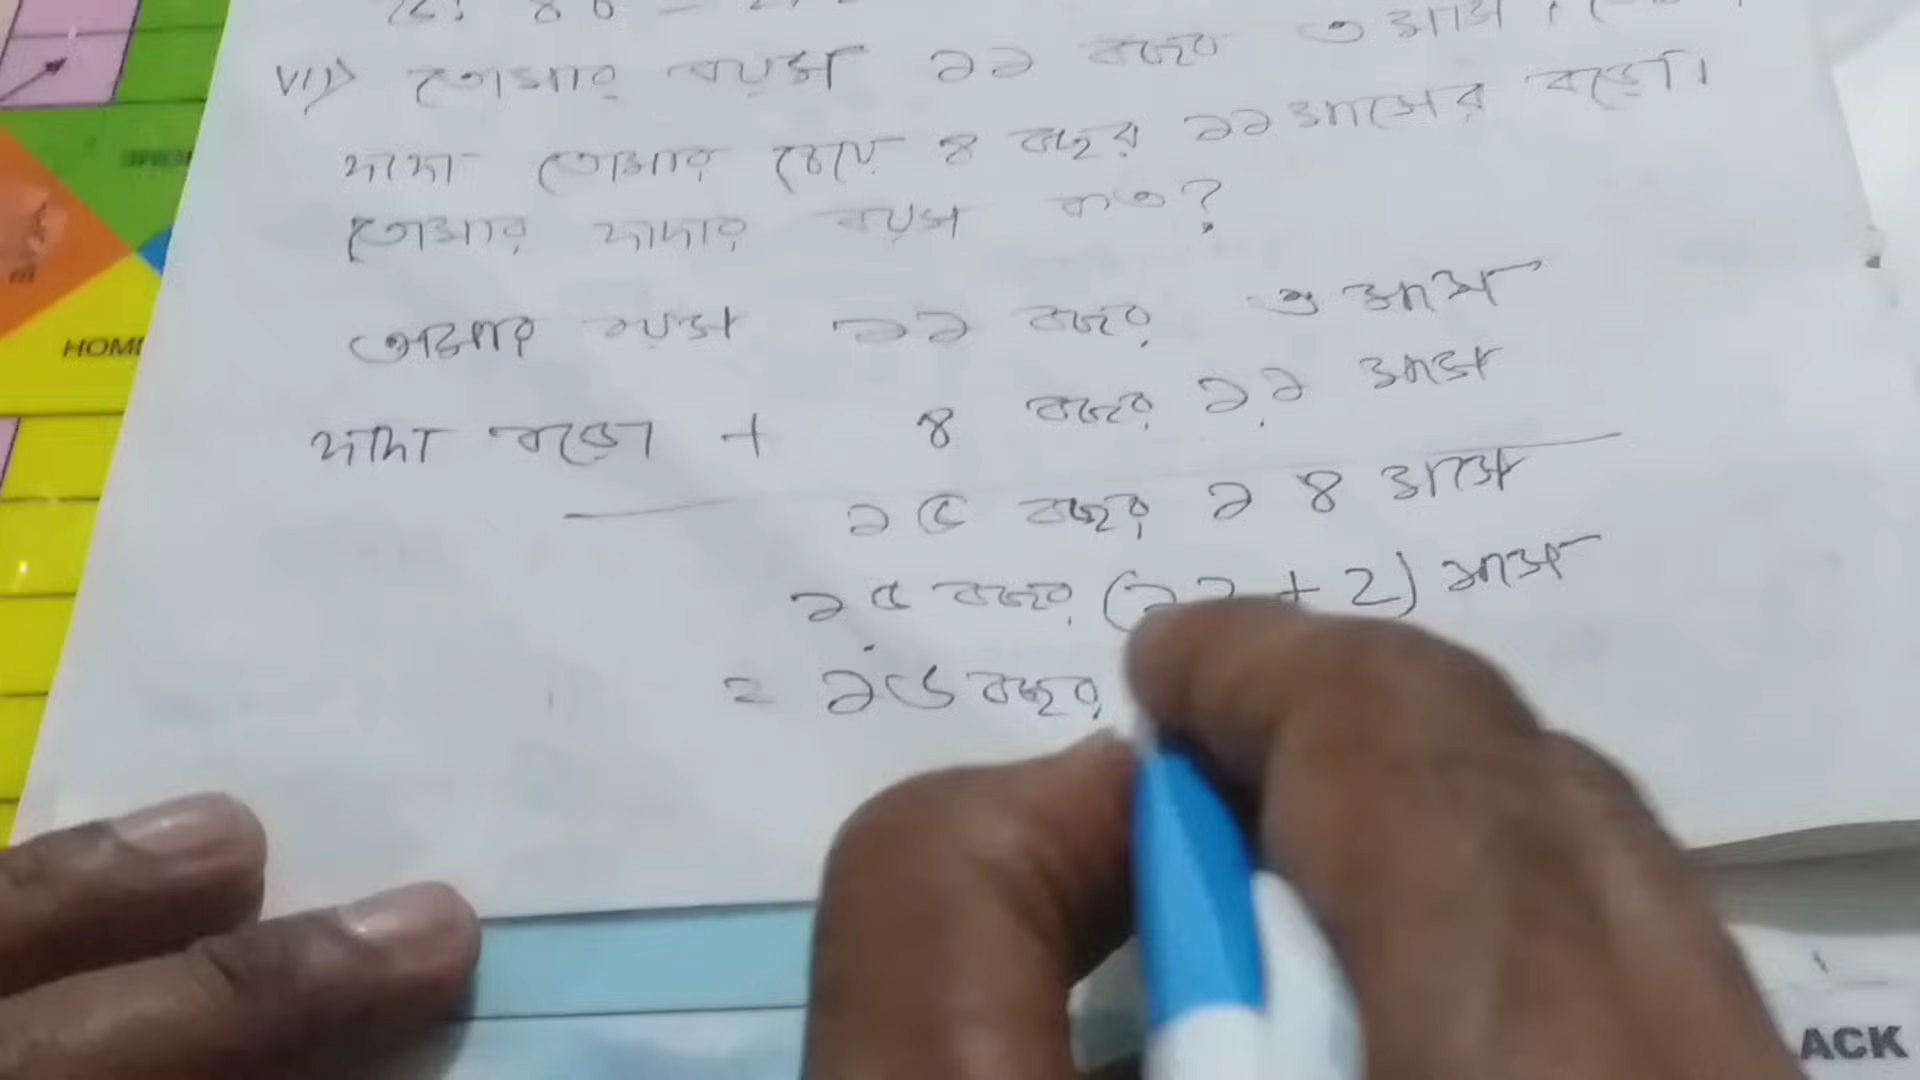 VII) তোমার বয়স ১১ বছর ৩ মাস।
দাদা তোমার চেয়ে ৪ বছর ১১ মাসের বড়ো।
তোমার দাদার বয়স কত?
তোমার বয়স ১১ বছর ৩ মাস
দাদা বড়ো + ৪ বছর ১১ মাস
১৫ বছর ১৪ মাস
১৫ বছর (১২ + 2) মাস
= ১৬ বছর
HOME
ACK